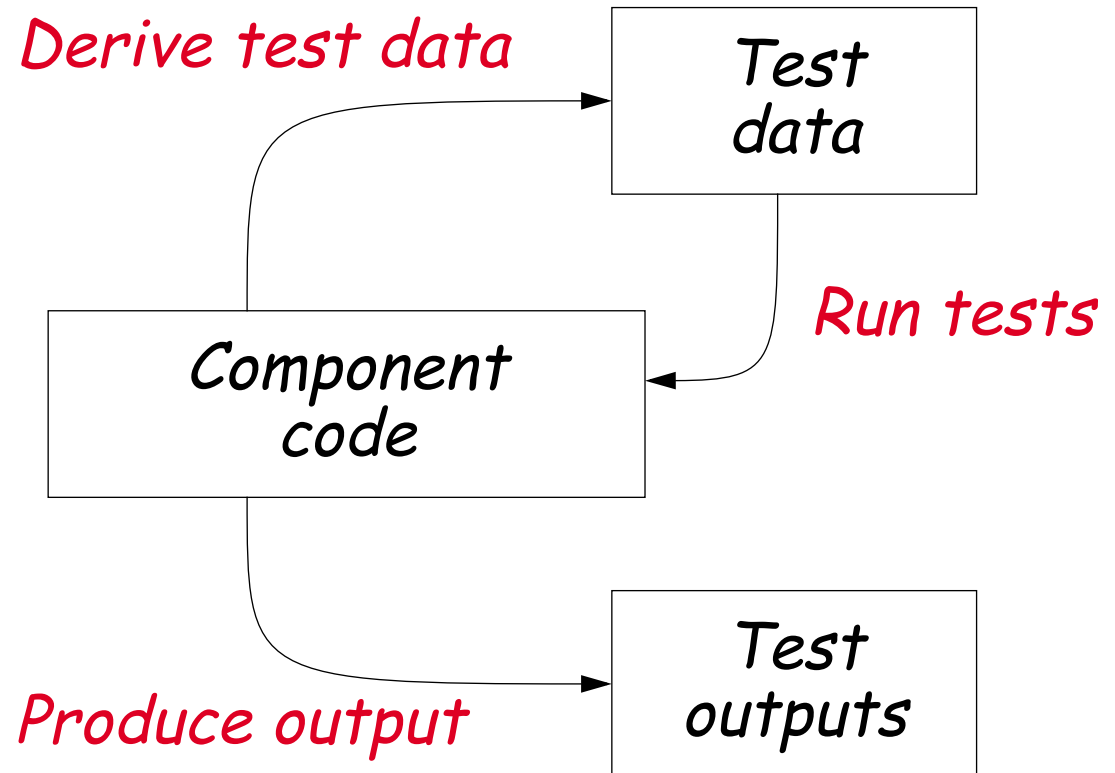 Derive test data
Test
data
Run tests
Component
code
Test
outputs
Produce output